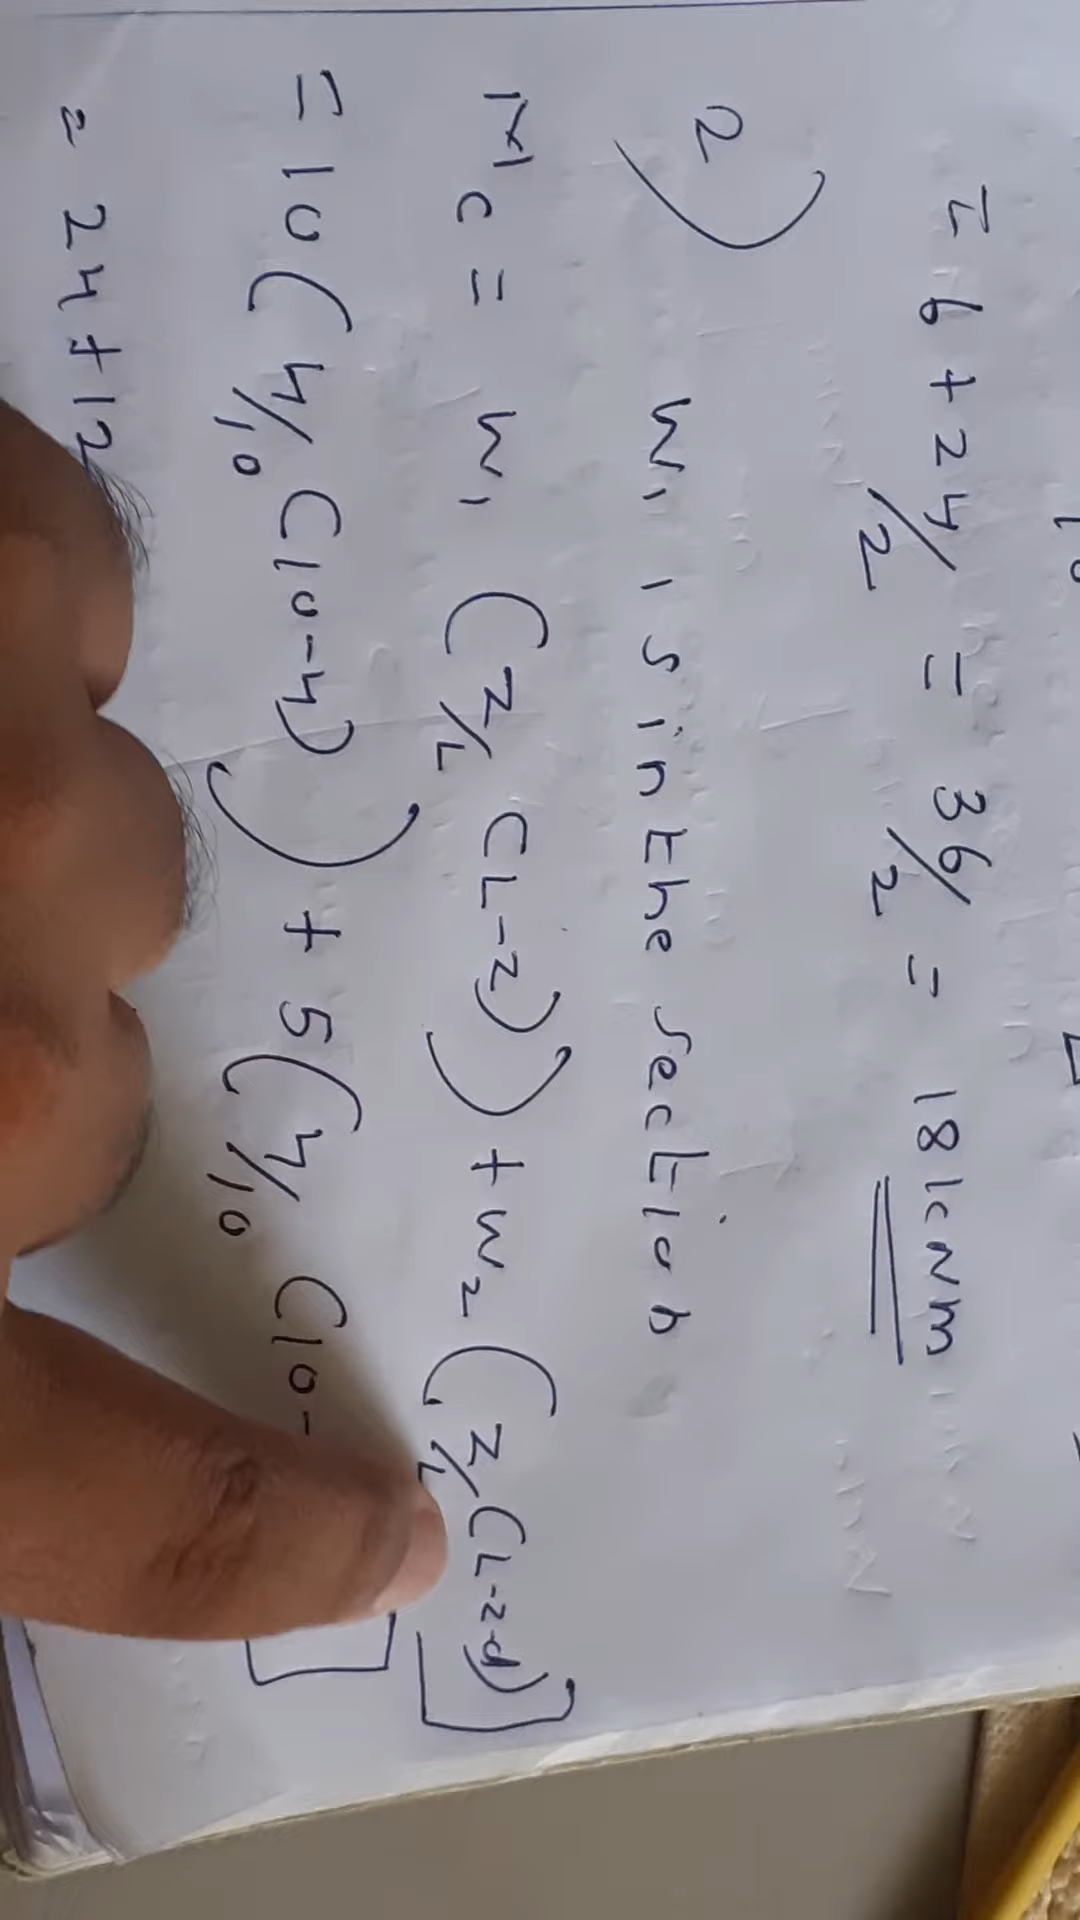 = 6 + 24/2 = 36/2 = 18 kNm
2) W₁ is in the section
Mc = W₁ (z/L (L-z)) + W₂ (z/L (L-z-d))
= 10 (4/10 (10-4)) + 5 (4/10 (10-
= 24 + 12